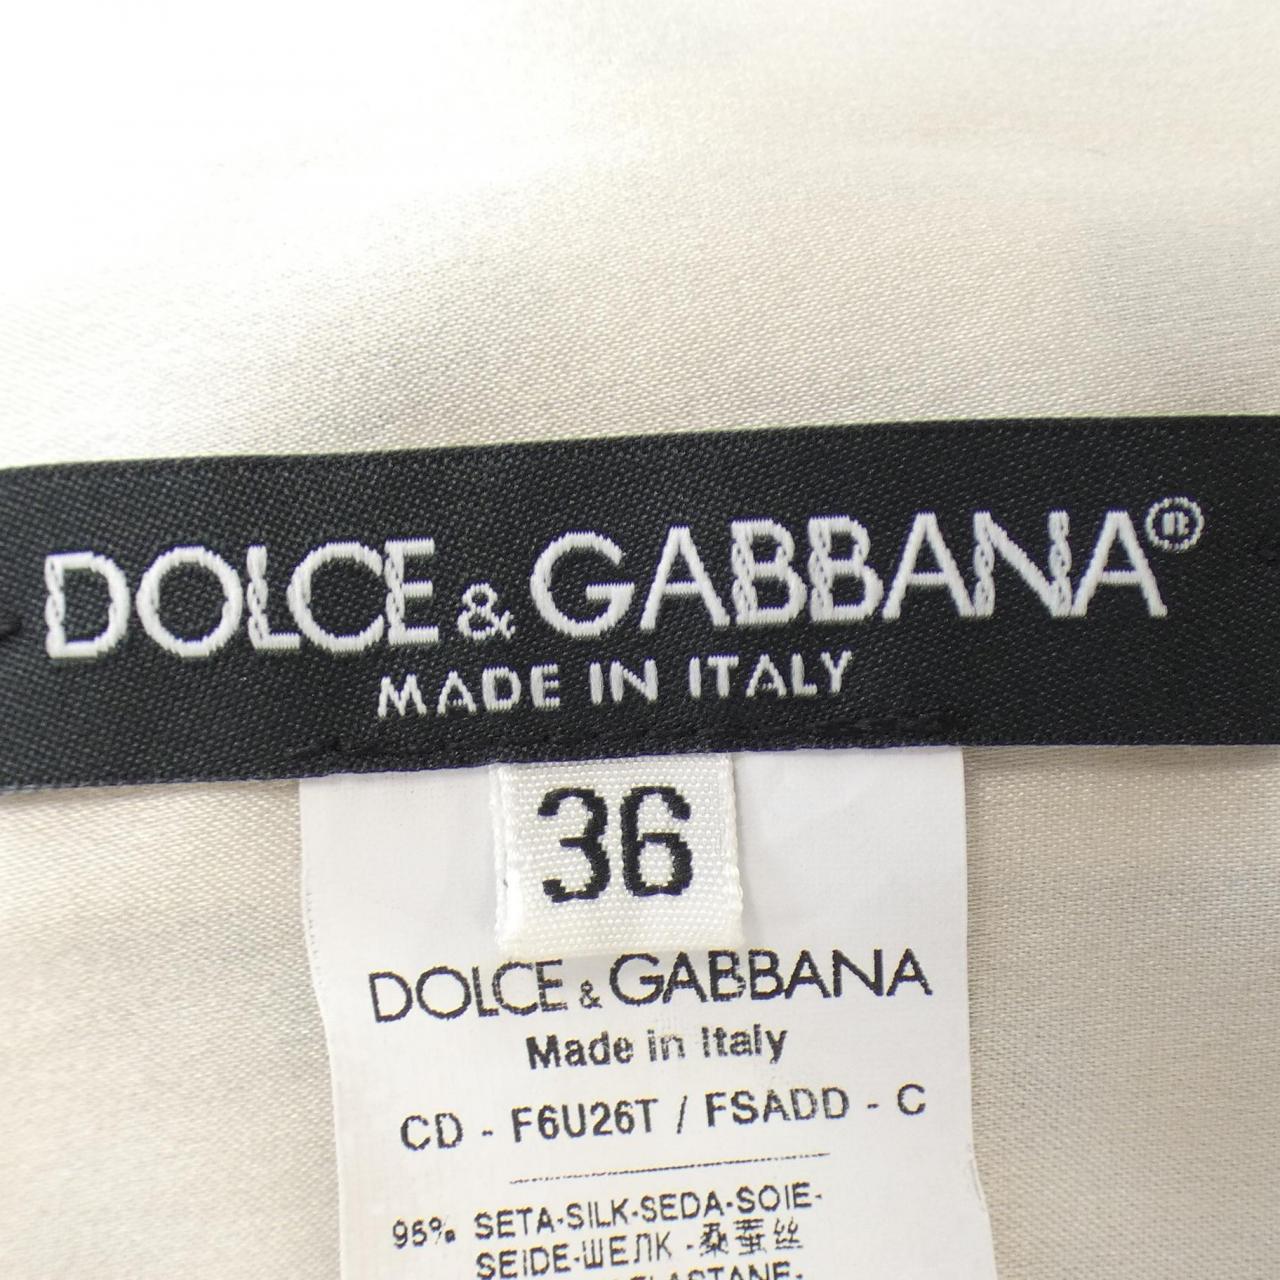 DOLCE & GABBANA®
MADE IN ITALY
36
DOLCE & GABBANA
Made in Italy
CD - F6U26T / FSADD - C
95% SETA-SILK-SEDA-SOIE-
SEIDE-ШЕЛК -桑蚕丝
ELASTANE-